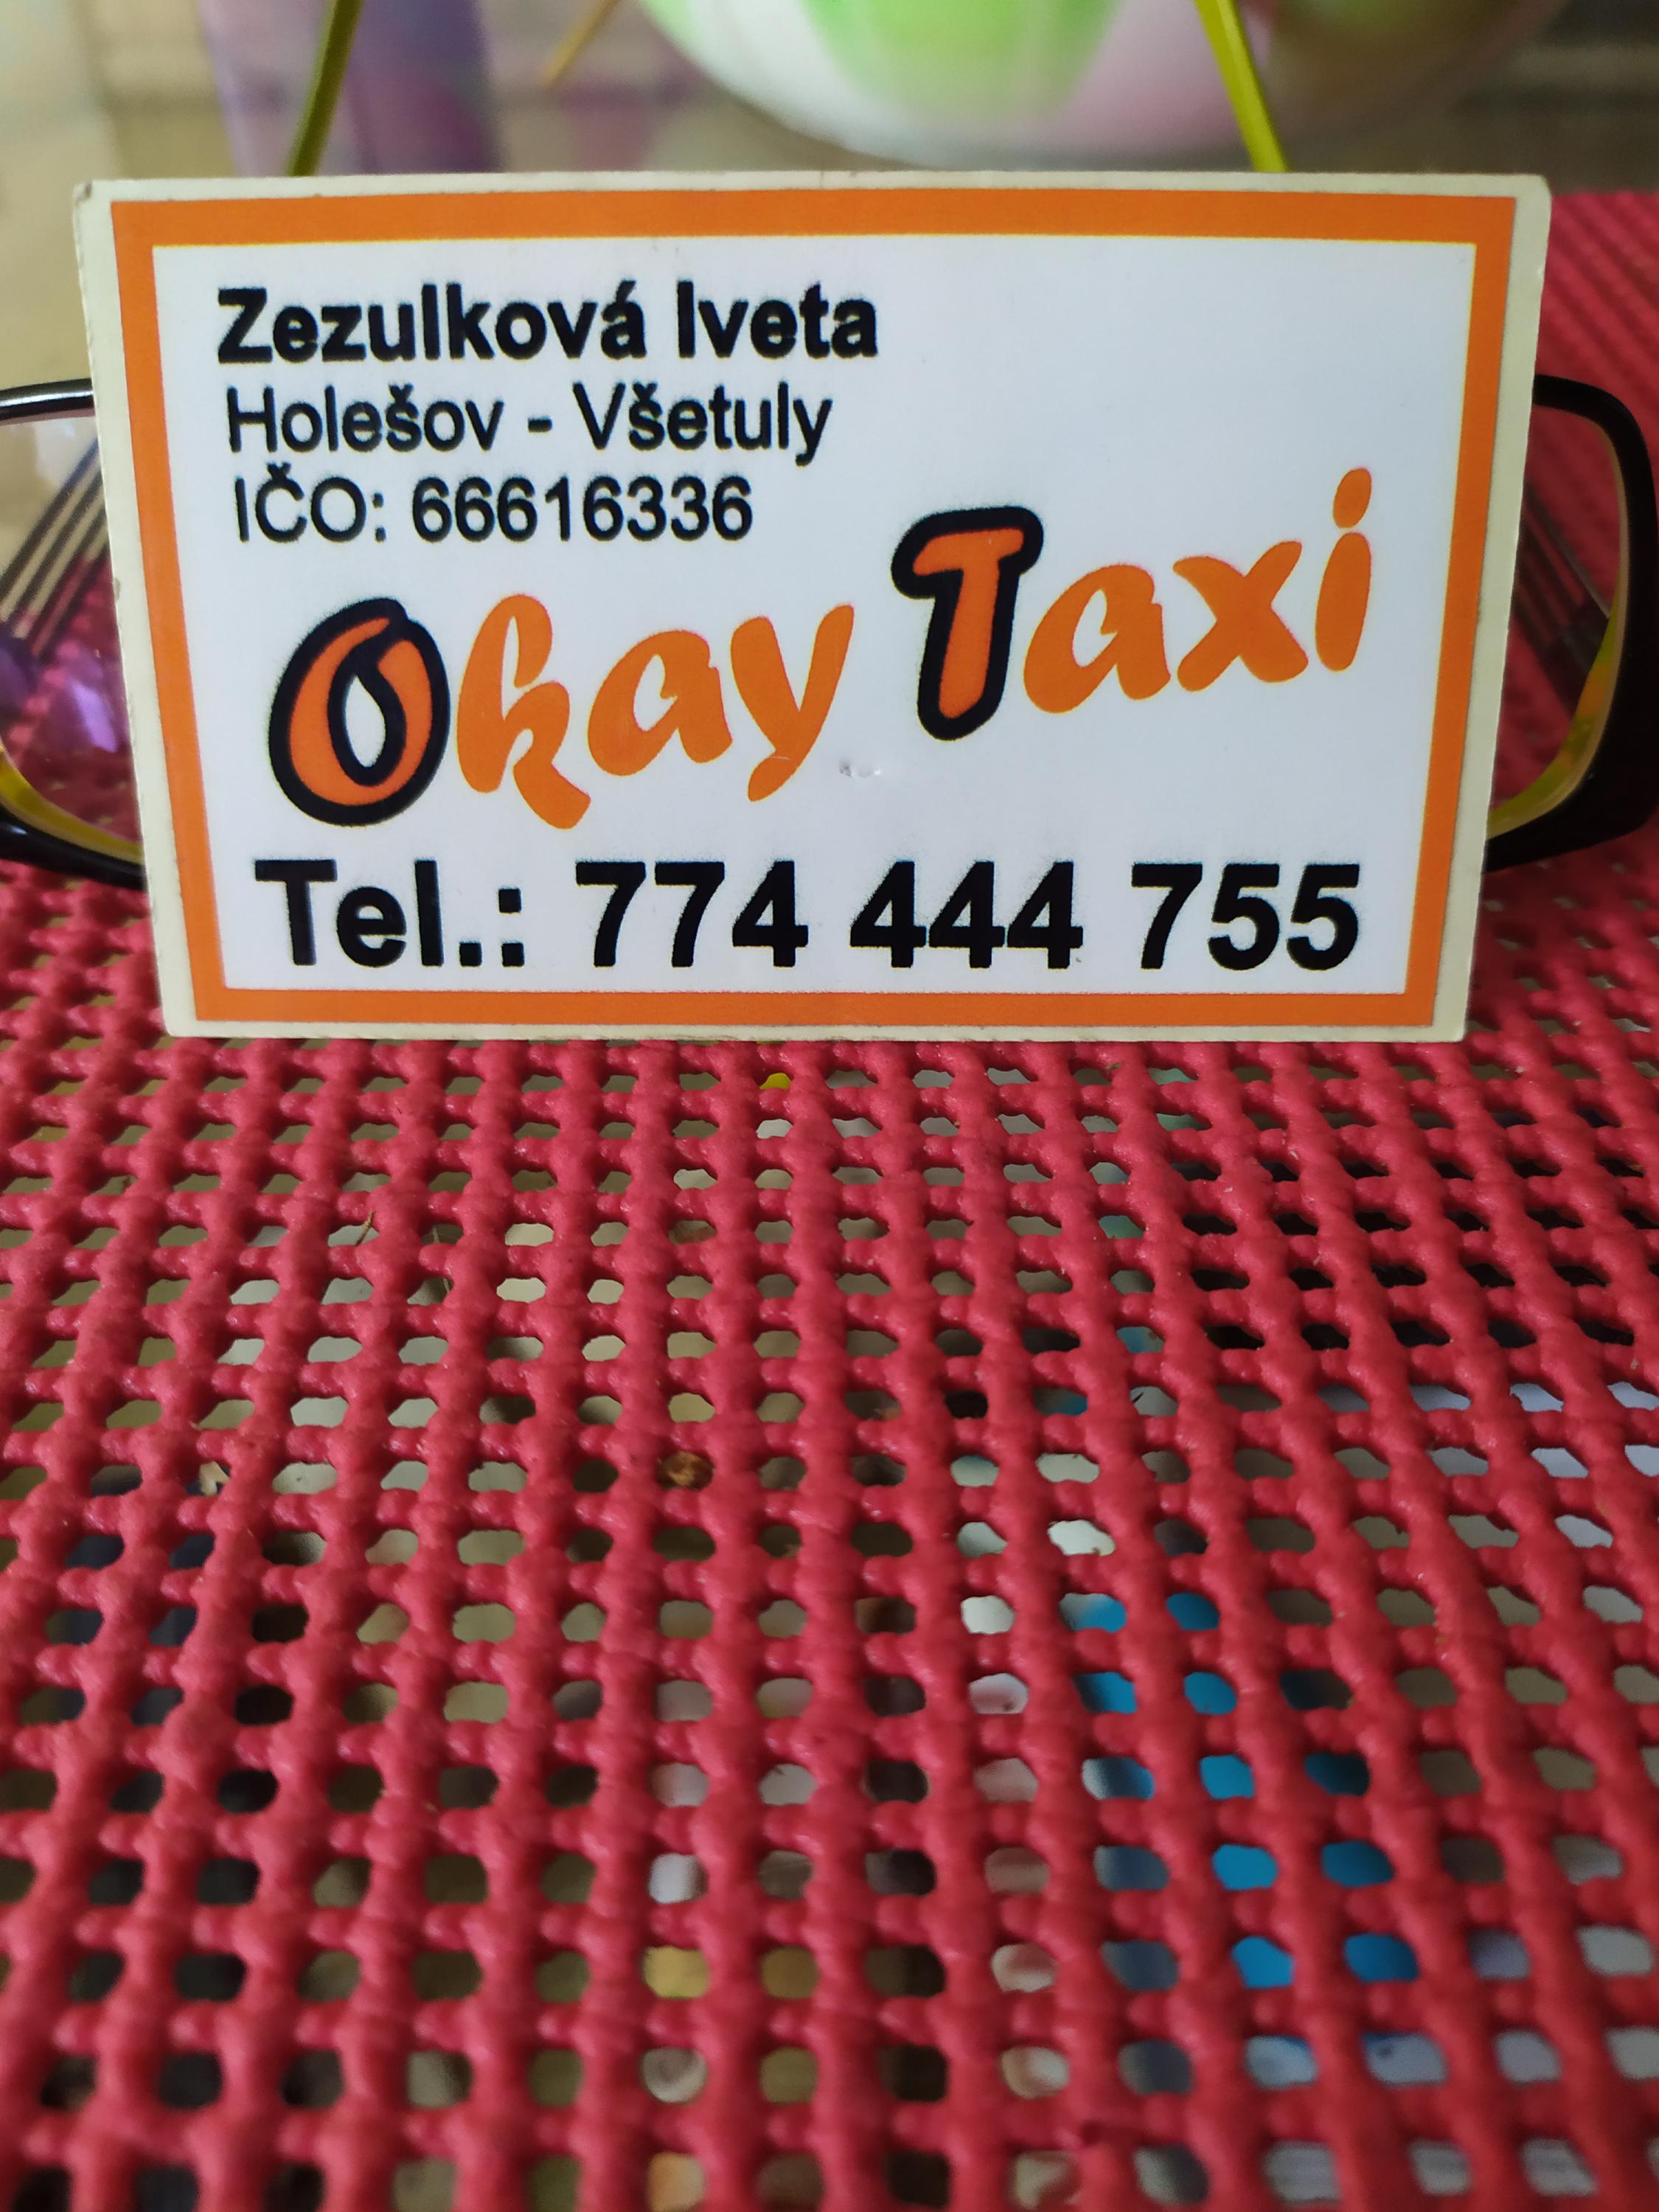 Zezulková Iveta
Holešov - Všetuly
IČO: 66616336
Okay Taxi
Tel.: 774 444 755